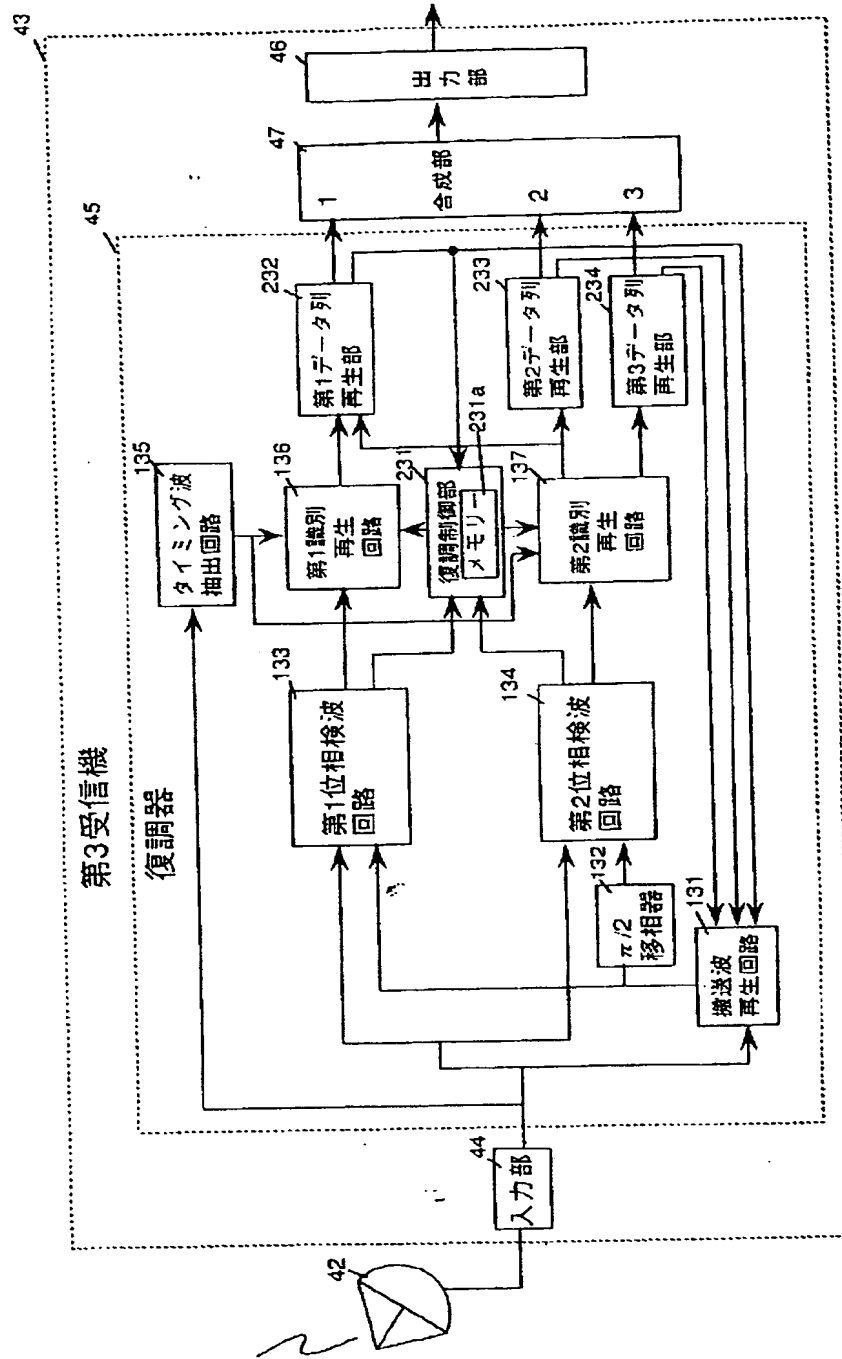 第3受信機
43
復調器
45
42
入力部
44
タイミング波
抽出回路
135
第1位相検波
回路
133
第2位相検波
回路
134
π/2
移相器
132
搬送波
再生回路
131
第1識別
再生
回路
136
復調制御部
231
メモリー
231a
第2識別
再生
回路
137
第1データ列
再生部
232
第2データ列
再生部
233
第3データ列
再生部
234
合成部
47
1
2
3
出力部
46